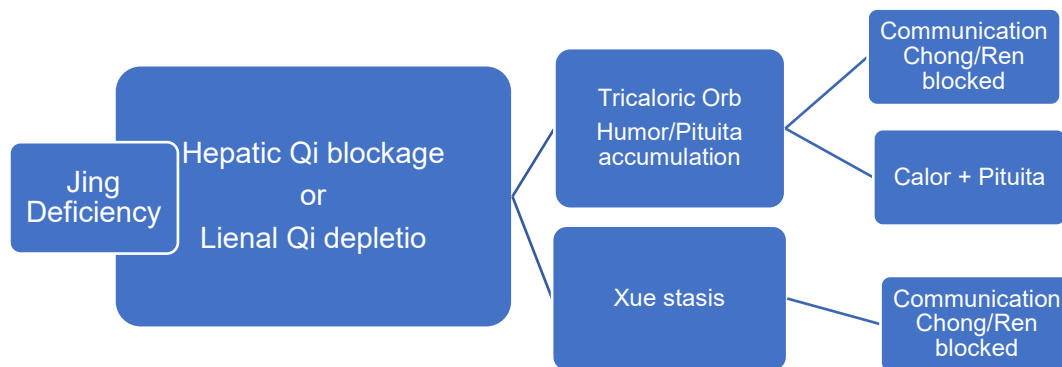 Jing
Deficiency
Hepatic Qi blockage
or
Lienal Qi depletio
Tricaloric Orb
Humor/Pituita
accumulation
Xue stasis
Communication
Chong/Ren
blocked
Calor + Pituita
Communication
Chong/Ren
blocked